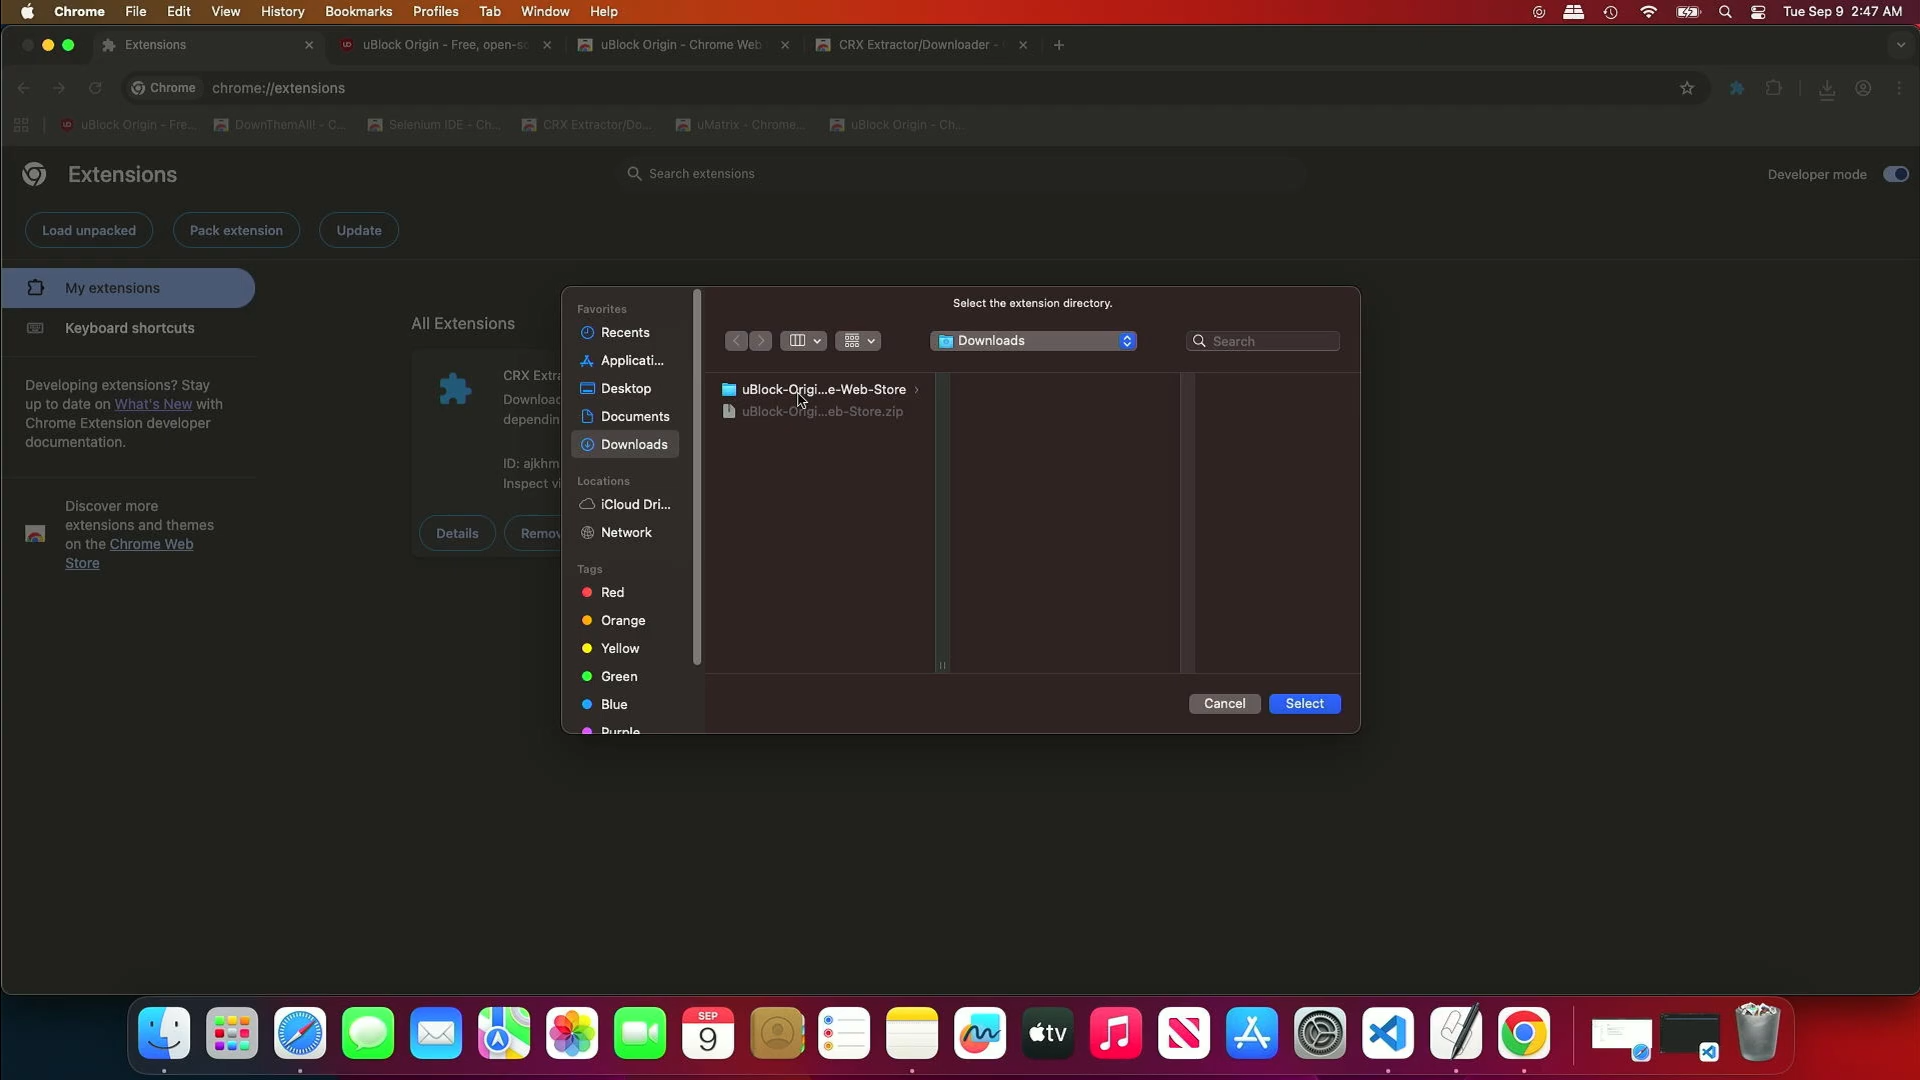 Chrome File Edit View History Bookmarks Profiles Tab Window Help Tue Sep 9 2:47 AM
Extensions uBlock Origin - Free, open-so uBlock Origin - Chrome Web CRX Extractor/Downloader -
Chrome chrome://extensions
uBlock Origin - Fre... DownThemAll! - C... Selenium IDE - Ch... CRX Extractor/Do... uMatrix - Chrome... uBlock Origin - Ch...
Extensions
Search extensions
Developer mode
Load unpacked Pack extension Update
My extensions
Keyboard shortcuts
Developing extensions? Stay
up to date on What's New with
Chrome Extension developer
documentation.
Discover more
extensions and themes
on the Chrome Web
Store
All Extensions
CRX Extra
Download
dependin
ID: ajkhm
Inspect vi
Details Remov
Favorites
Recents
Applicati...
Desktop
Documents
Downloads
Locations
iCloud Dri...
Network
Tags
Red
Orange
Yellow
Green
Blue
Purple
Select the extension directory.
Downloads
Search
uBlock-Origi...e-Web-Store
uBlock-Origi...eb-Store.zip
Cancel Select
SEP
9
tv